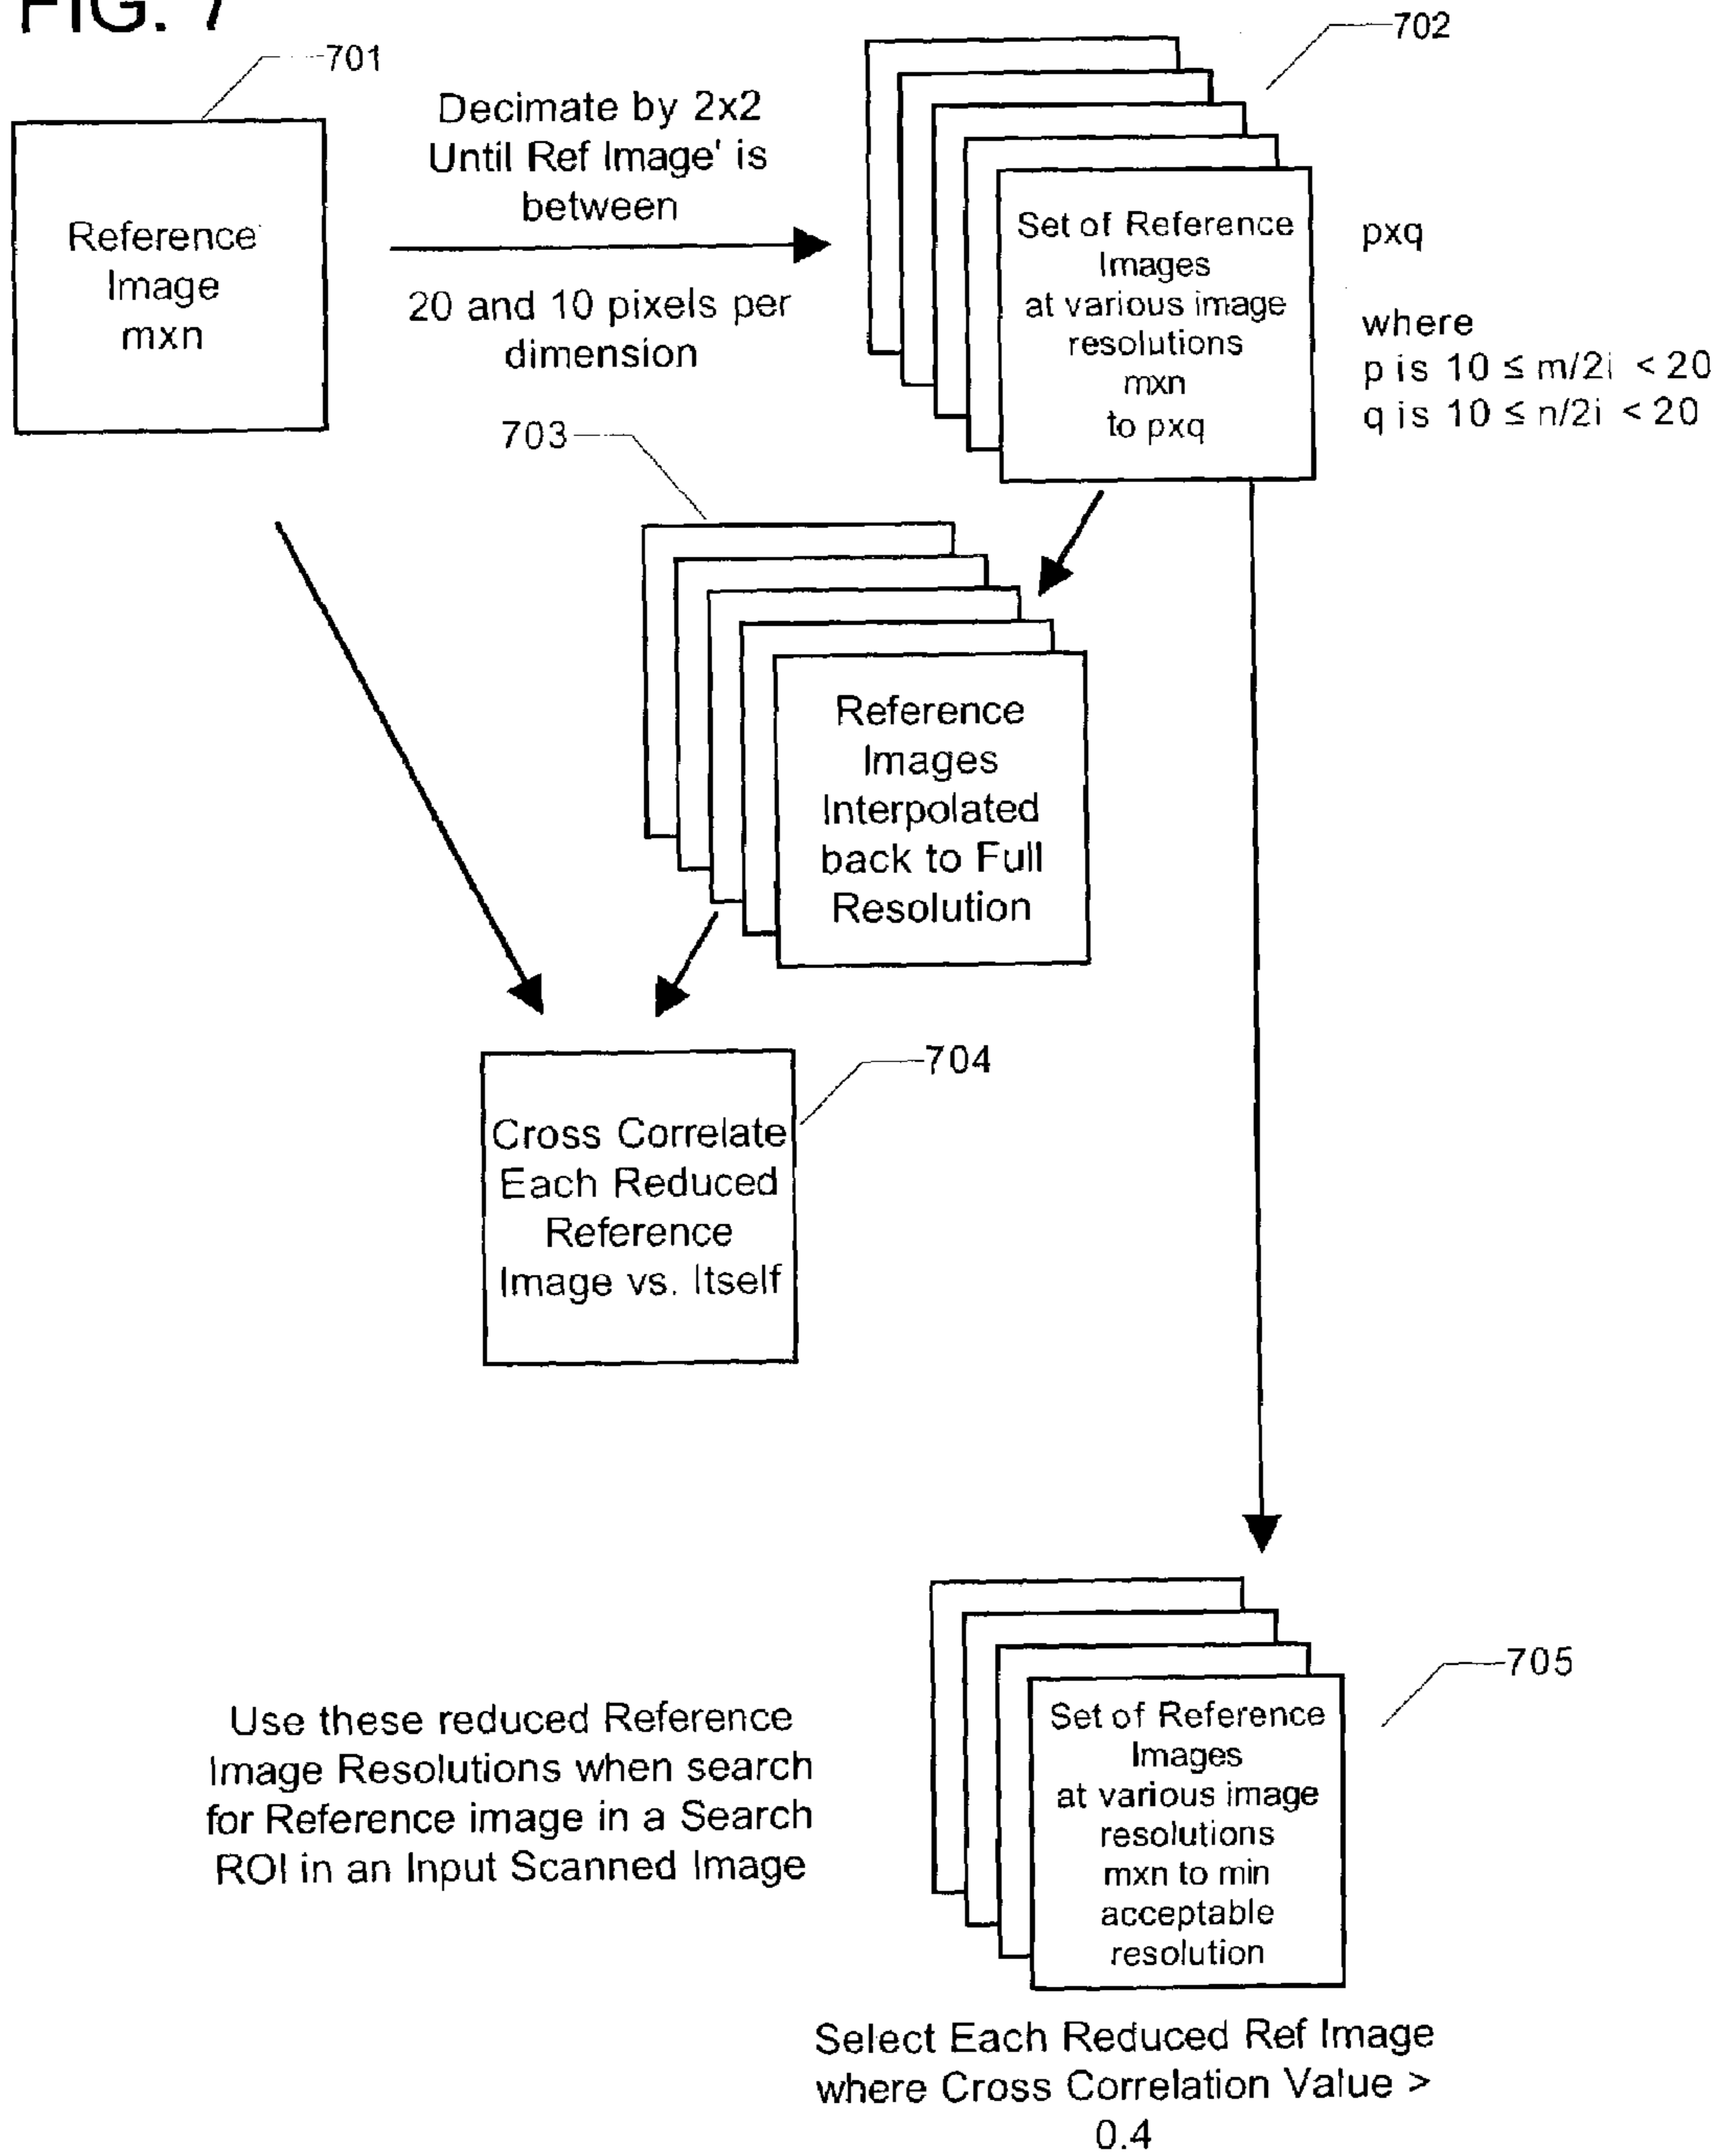 FIG. 7
701
702
Decimate by 2x2
Until Ref Image' is
between
20 and 10 pixels per
dimension
Reference
Image
mxn
Set of Reference
Images
at various image
resolutions
mxn
to pxq
pxq
where
p is 10 ≤ m/2i < 20
q is 10 ≤ n/2i < 20
703
Reference
Images
Interpolated
back to Full
Resolution
704
Cross Correlate
Each Reduced
Reference
Image vs. Itself
705
Use these reduced Reference
Image Resolutions when search
for Reference image in a Search
ROI in an Input Scanned Image
Set of Reference
Images
at various image
resolutions
mxn to min
acceptable
resolution
Select Each Reduced Ref Image
where Cross Correlation Value >
0.4